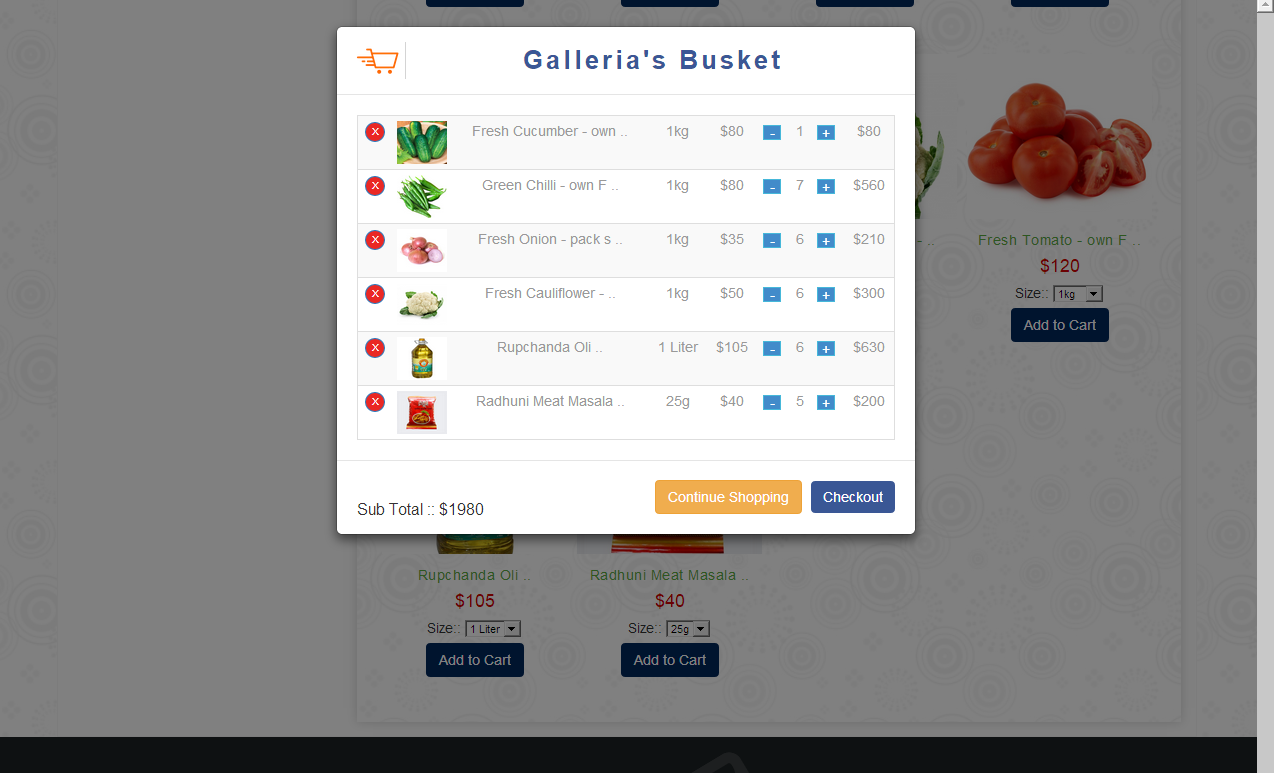 Galleria's Busket
X Fresh Cucumber - own .. 1kg $80 - 1 + $80
X Green Chilli - own F .. 1kg $80 - 7 + $560
X Fresh Onion - pack s .. 1kg $35 - 6 + $210
X Fresh Cauliflower - .. 1kg $50 - 6 + $300
X Rupchanda Oli .. 1 Liter $105 - 6 + $630
X Radhuni Meat Masala .. 25g $40 - 5 + $200
Sub Total :: $1980
Continue Shopping Checkout
- ..
Fresh Tomato - own F ..
$120
Size:: 1kg
Add to Cart
Rupchanda Oli .. Radhuni Meat Masala ..
$105 $40
Size:: 1 Liter Size:: 25g
Add to Cart Add to Cart